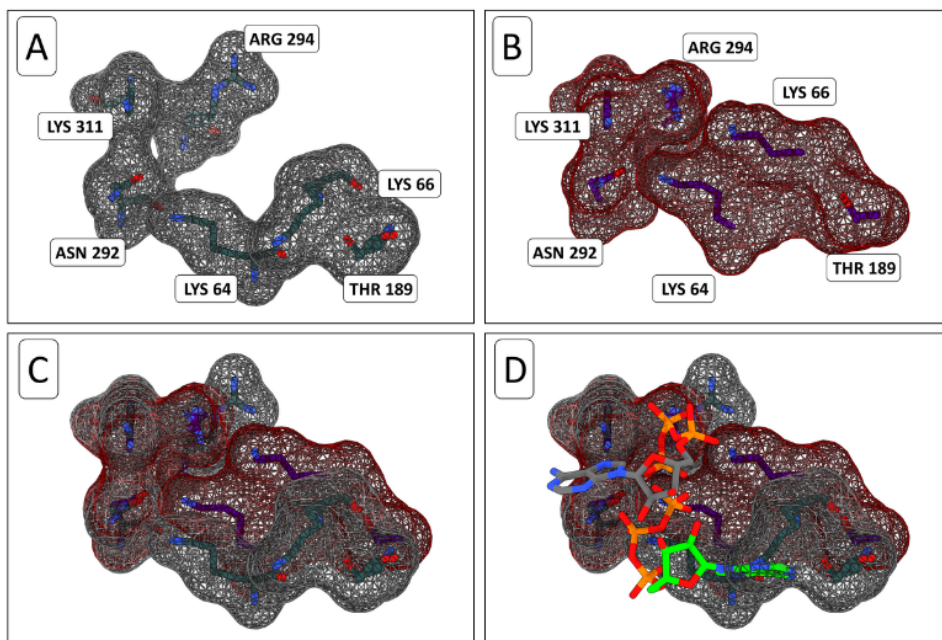 A
ARG 294
LYS 311
LYS 66
ASN 292
LYS 64
THR 189
B
ARG 294
LYS 66
LYS 311
ASN 292
LYS 64
THR 189
C
D